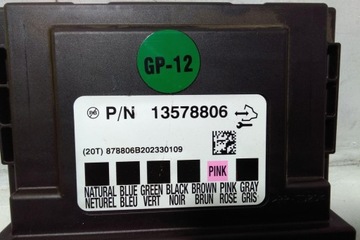 GP-12
P/N 13578806
(20T) 878806B202330109
PINK
NATURAL BLUE GREEN BLACK BROWN PINK GRAY
NETUREL BLEU VERT NOIR BRUN ROSE GRIS